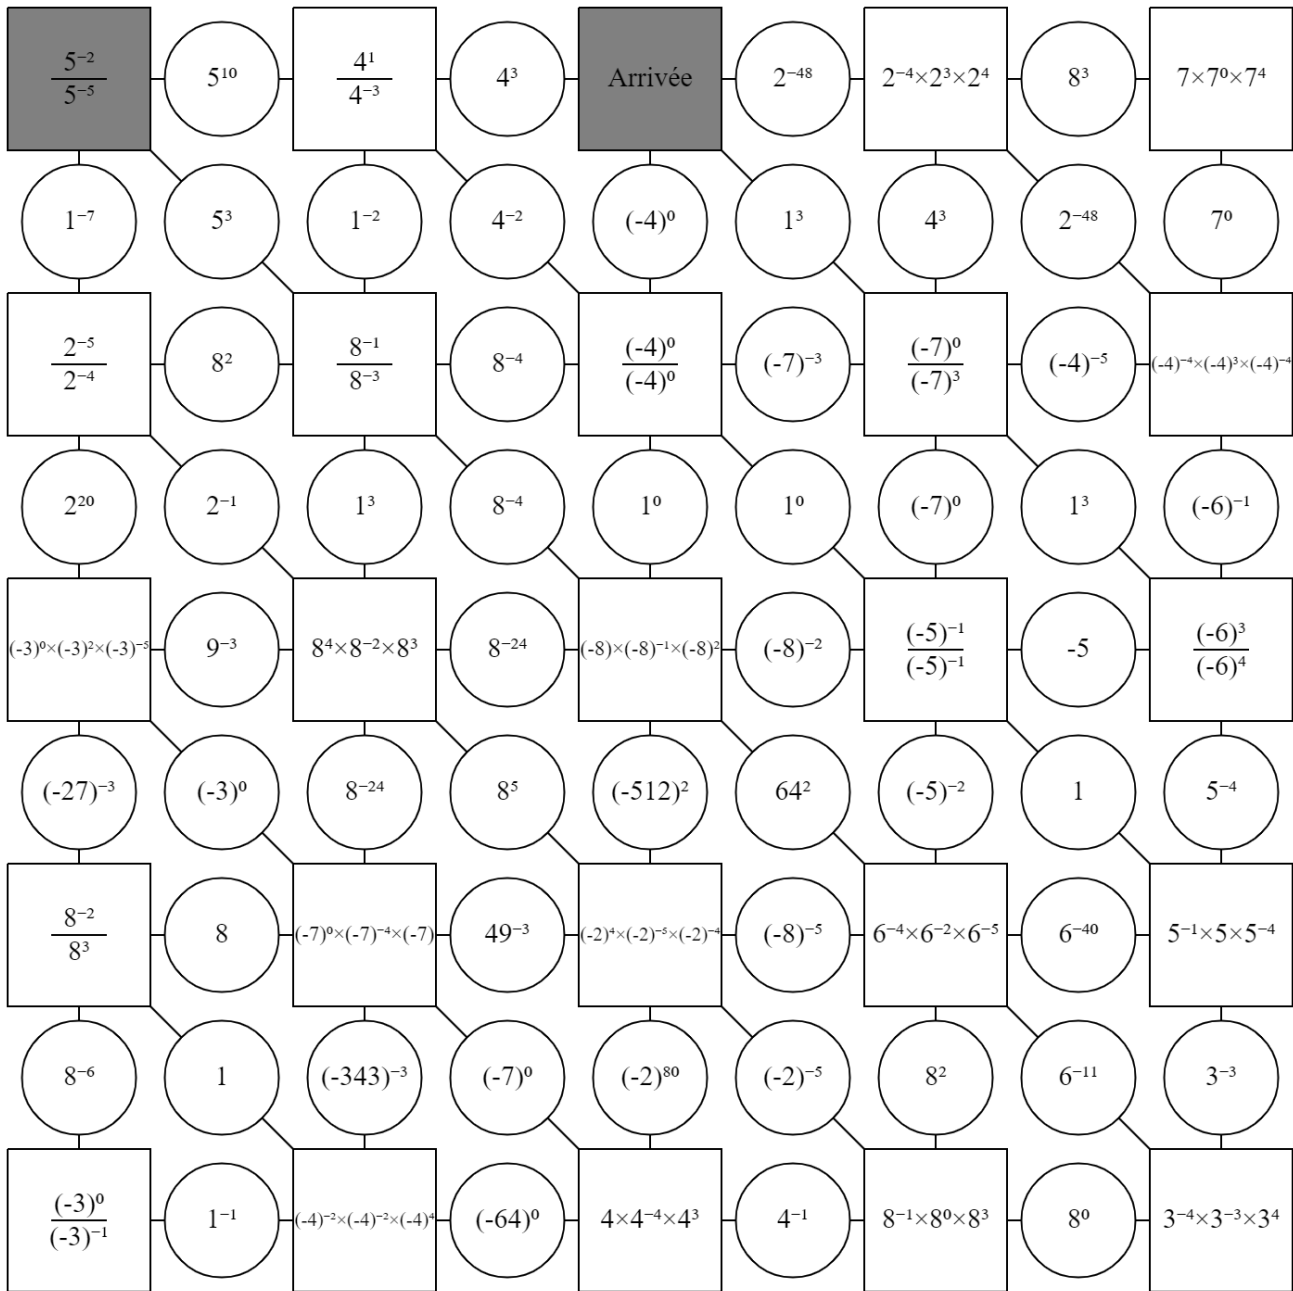 5⁻²/5⁻⁵ 5¹⁰ 4¹/4⁻³ 4³ Arrivée 2⁻⁴⁸ 2⁻⁴×2³×2⁴ 8³ 7×7⁰×7⁴
1⁻⁷ 5³ 1⁻² 4⁻² (-4)⁰ 1³ 4³ 2⁻⁴⁸ 7⁰
2⁻⁵/2⁻⁴ 8² 8⁻¹/8⁻³ 8⁻⁴ (-4)⁰/(-4)⁰ (-7)⁻³ (-7)⁰/(-7)³ (-4)⁻⁵ (-4)⁻⁴×(-4)³×(-4)⁻⁴
2²⁰ 2⁻¹ 1³ 8⁻⁴ 1⁰ 1⁰ (-7)⁰ 1³ (-6)⁻¹
(-3)⁰×(-3)²×(-3)⁻⁵ 9⁻³ 8⁴×8⁻²×8³ 8⁻²⁴ (-8)×(-8)⁻¹×(-8)² (-8)⁻² (-5)⁻¹/(-5)⁻¹ -5 (-6)³/(-6)⁴
(-27)⁻³ (-3)⁰ 8⁻²⁴ 8⁵ (-512)² 64² (-5)⁻² 1 5⁻⁴
8⁻²/8³ 8 (-7)⁰×(-7)⁻⁴×(-7) 49⁻³ (-2)⁴×(-2)⁻⁵×(-2)⁻⁴ (-8)⁻⁵ 6⁻⁴×6⁻²×6⁻⁵ 6⁻⁴⁰ 5⁻¹×5×5⁻⁴
8⁻⁶ 1 (-343)⁻³ (-7)⁰ (-2)⁸⁰ (-2)⁻⁵ 8² 6⁻¹¹ 3⁻³
(-3)⁰/(-3)⁻¹ 1⁻¹ (-4)⁻²×(-4)⁻²×(-4)⁴ (-64)⁰ 4×4⁻⁴×4³ 4⁻¹ 8⁻¹×8⁰×8³ 8⁰ 3⁻⁴×3⁻³×3⁴